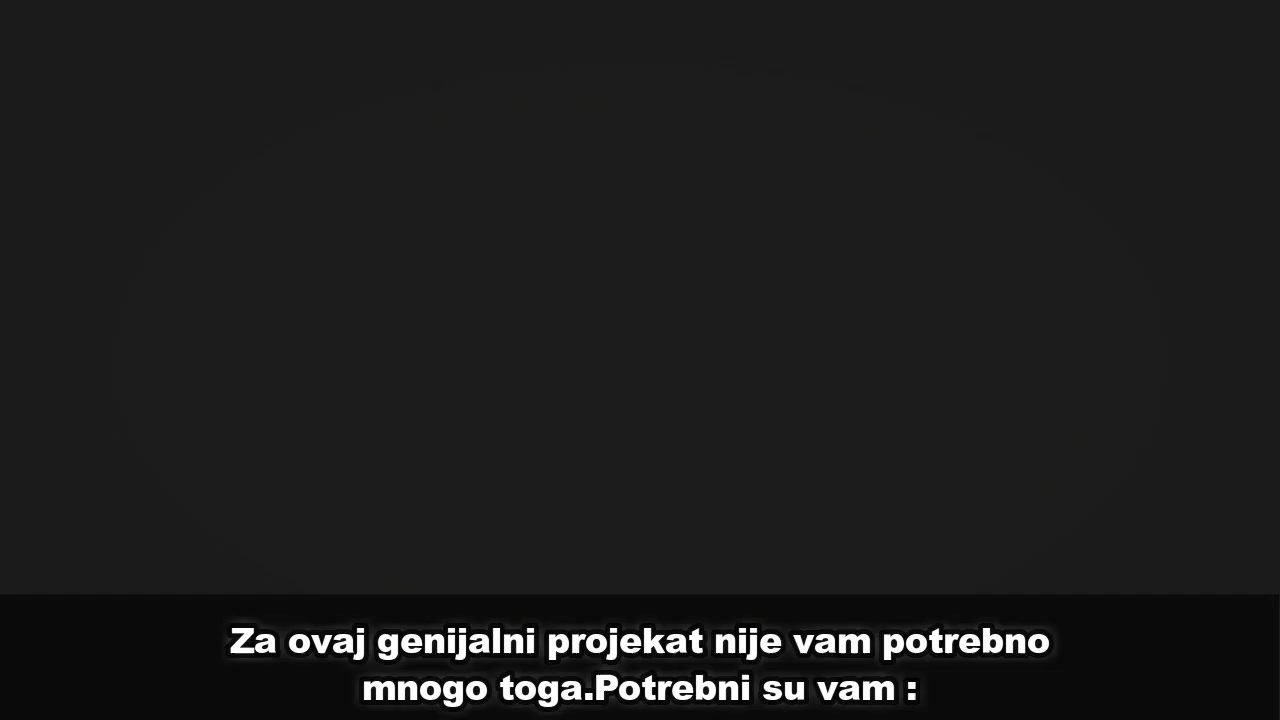 Za ovaj genijalni projekat nije vam potrebno
mnogo toga.Potrebni su vam :